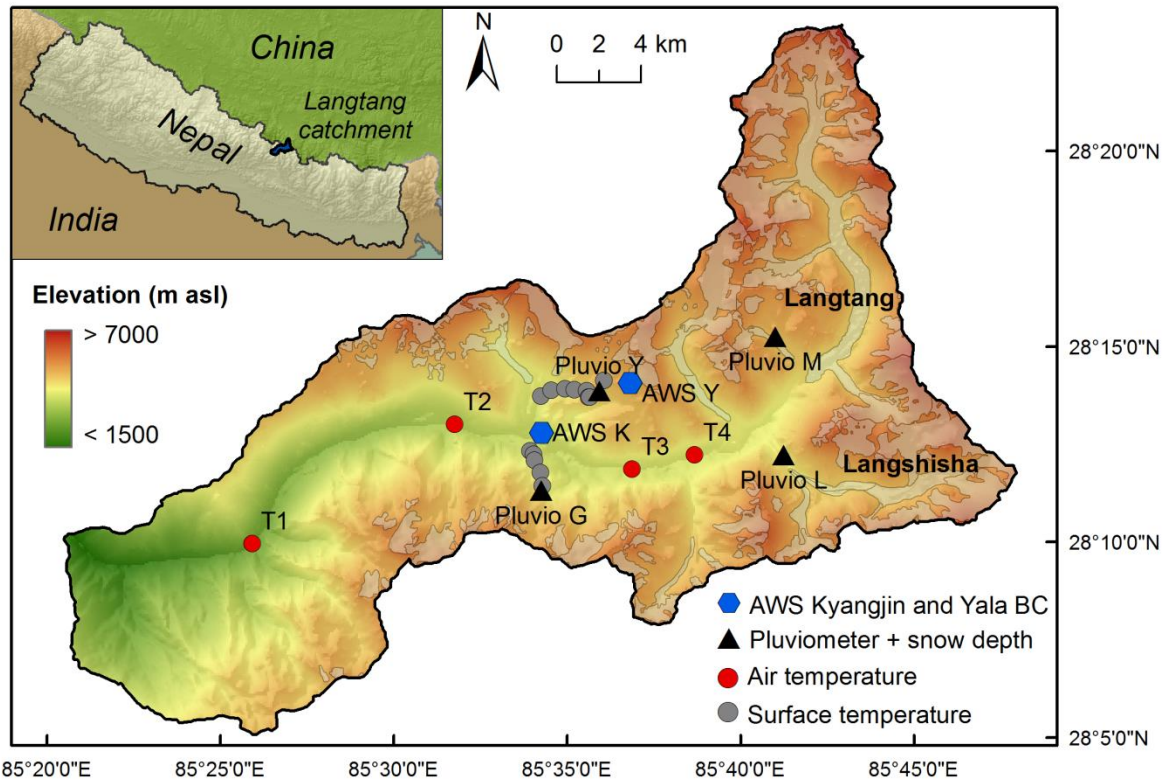 China
Langtang
catchment
Nepal
India
N
0 2 4 km
Elevation (m asl)
> 7000
< 1500
Langtang
Pluvio M
Pluvio Y
AWS Y
T2
AWS K
T3
T4
Pluvio L
Langshisha
Pluvio G
T1
AWS Kyangjin and Yala BC
Pluviometer + snow depth
Air temperature
Surface temperature
28°20'0"N
28°15'0"N
28°10'0"N
28°5'0"N
85°20'0"E
85°25'0"E
85°30'0"E
85°35'0"E
85°40'0"E
85°45'0"E